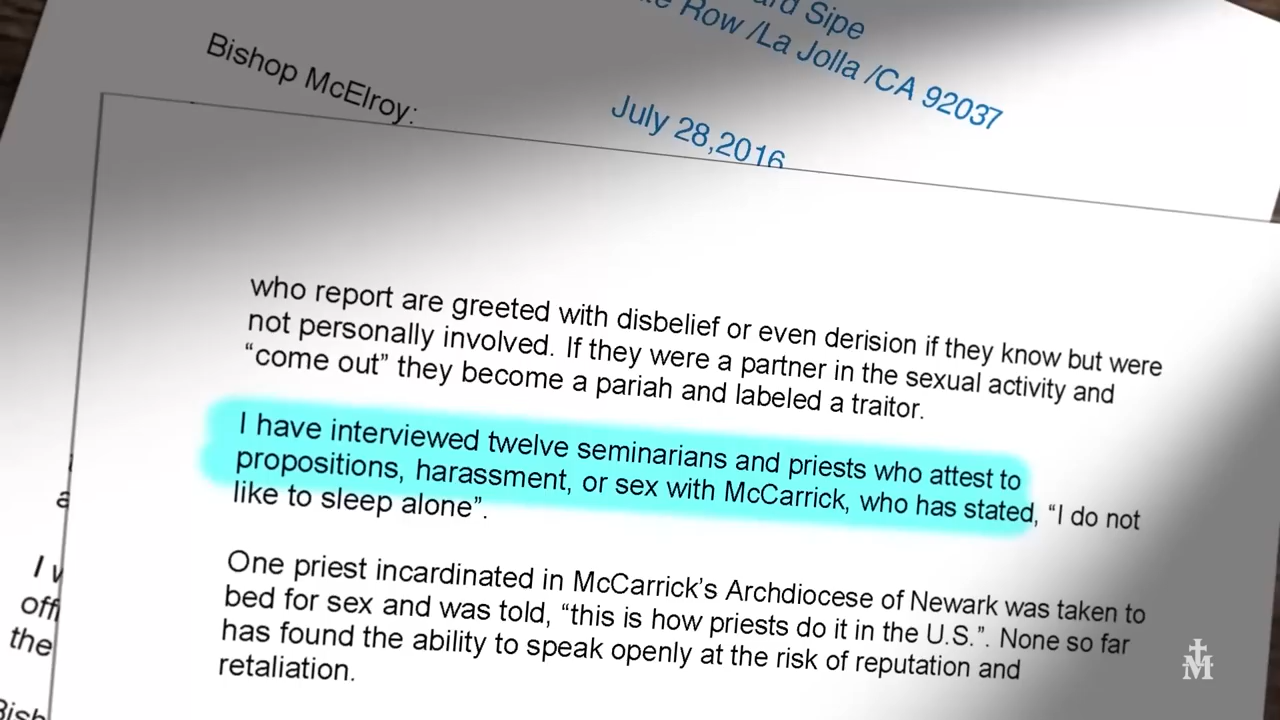 Sipe
Row /La Jolla /CA 92037
Bishop McElroy:
July 28,2016
who report are greeted with disbelief or even derision if they know but were
not personally involved. If they were a partner in the sexual activity and
“come out” they become a pariah and labeled a traitor.
I have interviewed twelve seminarians and priests who attest to
propositions, harassment, or sex with McCarrick, who has stated, “I do not
like to sleep alone”.
One priest incardinated in McCarrick’s Archdiocese of Newark was taken to
bed for sex and was told, “this is how priests do it in the U.S.”. None so far
has found the ability to speak openly at the risk of reputation and
retaliation.
I
the
M